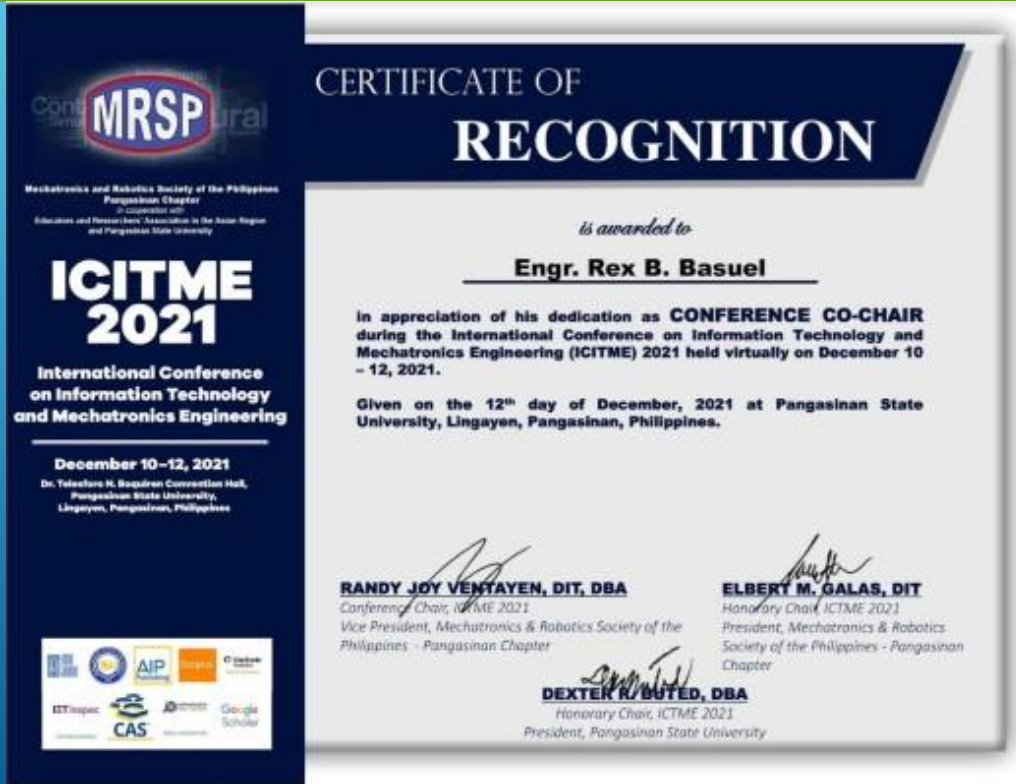 MRSP
Mechatronics and Robotics Society of the Philippines
Pangasinan Chapter
in cooperation with
Educators and Researchers' Association in the Asian Region
and Pangasinan State University
ICITME
2021
International Conference
on Information Technology
and Mechatronics Engineering
December 10–12, 2021
Dr. Telesforo N. Boquiren Convention Hall,
Pangasinan State University,
Lingayen, Pangasinan, Philippines
AIP
Publishing
Scopus
IET Inspec
CAS
Google
Scholar
CERTIFICATE OF
RECOGNITION
is awarded to
Engr. Rex B. Basuel
in appreciation of his dedication as CONFERENCE CO-CHAIR
during the International Conference on Information Technology and
Mechatronics Engineering (ICITME) 2021 held virtually on December 10
– 12, 2021.
Given on the 12th day of December, 2021 at Pangasinan State
University, Lingayen, Pangasinan, Philippines.
RANDY JOY VENTAYEN, DIT, DBA
Conference Chair, ICTME 2021
Vice President, Mechatronics & Robotics Society of the
Philippines - Pangasinan Chapter
ELBERT M. GALAS, DIT
Honorary Chair, ICTME 2021
President, Mechatronics & Robotics
Society of the Philippines - Pangasinan
Chapter
DEXTER R. BUTED, DBA
Honorary Chair, ICTME 2021
President, Pangasinan State University